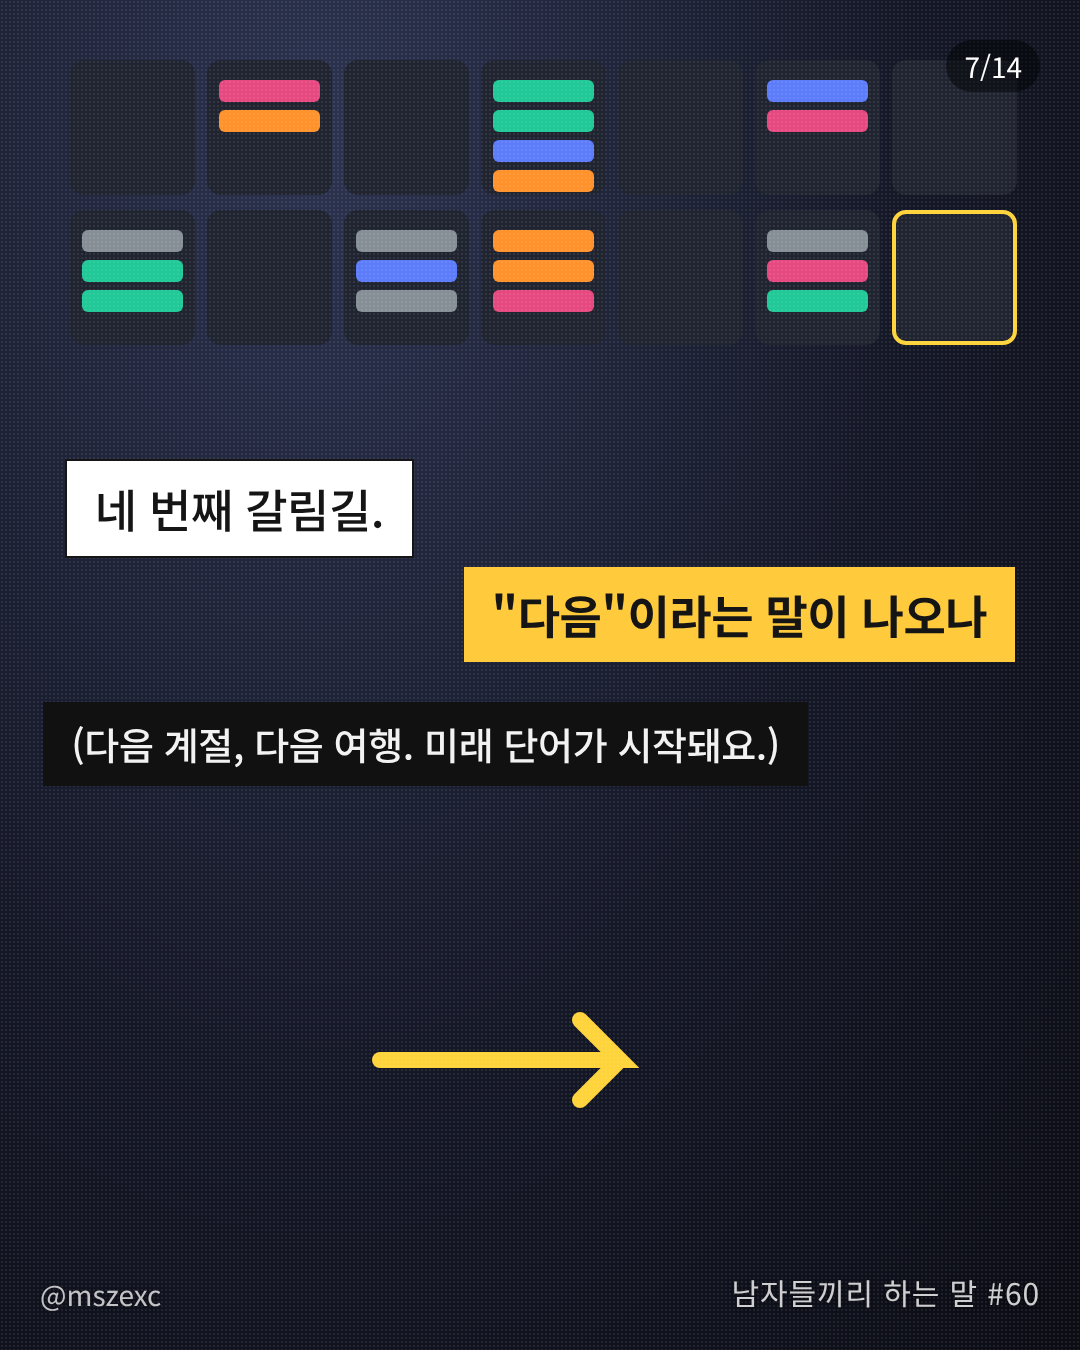 7/14
네 번째 갈림길.
"다음"이라는 말이 나오나
(다음 계절, 다음 여행. 미래 단어가 시작돼요.)
@mszexc
남자들끼리 하는 말 #60